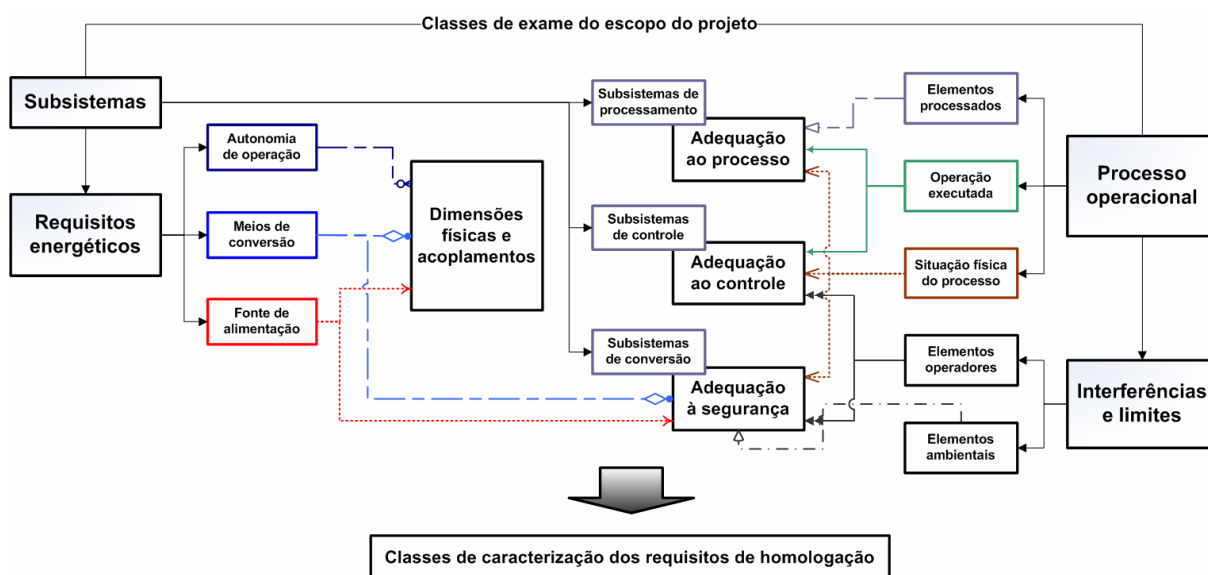 Classes de exame do escopo do projeto
Subsistemas
Requisitos
energéticos
Autonomia
de operação
Meios de
conversão
Fonte de
alimentação
Dimensões
físicas e
acoplamentos
Subsistemas de
processamento
Adequação
ao processo
Subsistemas
de controle
Adequação
ao controle
Subsistemas
de conversão
Adequação
à segurança
Elementos
processados
Operação
executada
Situação física
do processo
Elementos
operadores
Elementos
ambientais
Processo
operacional
Interferências
e limites
Classes de caracterização dos requisitos de homologação